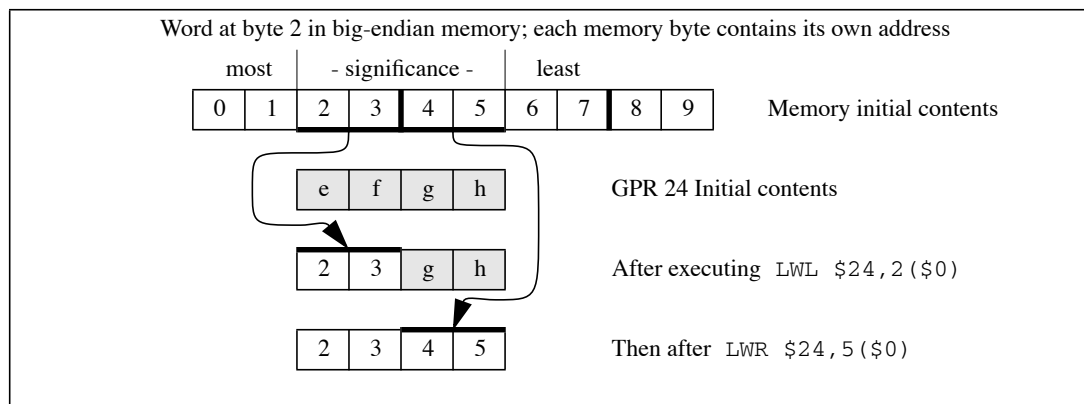 Word at byte 2 in big-endian memory; each memory byte contains its own address
most - significance - least
0 1 2 3 4 5 6 7 8 9 Memory initial contents
e f g h GPR 24 Initial contents
2 3 g h After executing LWL $24,2($0)
2 3 4 5 Then after LWR $24,5($0)